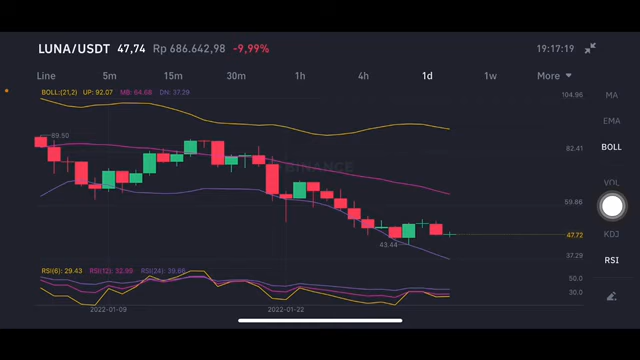 LUNA/USDT 47,74 Rp 686.642,98 -9,99% 19:17:19
Line 5m 15m 30m 1h 4h 1d 1w More
BOLL:(21,2) UP: 92.07 MB: 64.68 DN: 37.29
104.96
MA
EMA
89.50
82.41
BOLL
BINANCE
VOL
59.86
47.72
KDJ
43.44
37.29
RSI
RSI(6): 29.43 RSI(12): 32.99 RSI(24): 39.66
50.0
30.0
2022-01-09 2022-01-22